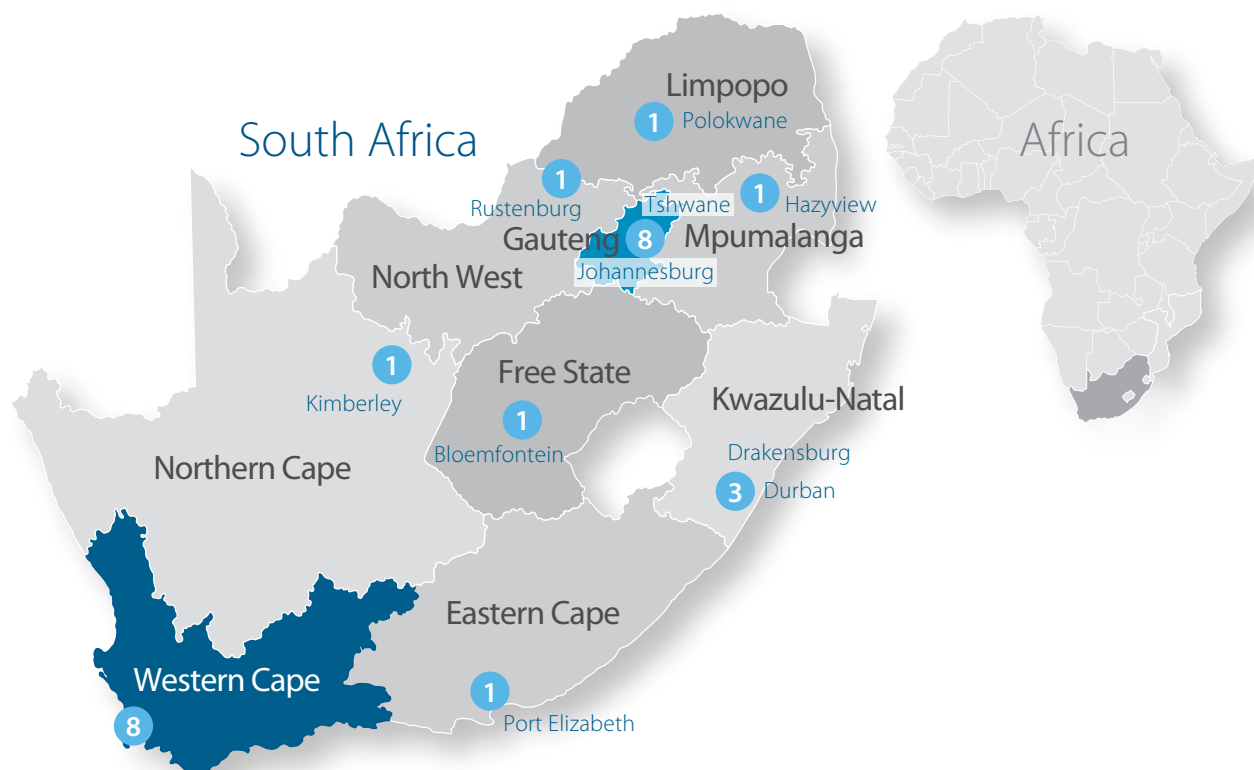 Limpopo
1 Polokwane
South Africa
Africa
1
Rustenburg
Tshwane
1
Hazyview
Gauteng 8 Mpumalanga
Johannesburg
North West
1
Kimberley
Free State
1
Bloemfontein
Kwazulu-Natal
Drakensburg
3 Durban
Northern Cape
Eastern Cape
Western Cape
8
1
Port Elizabeth